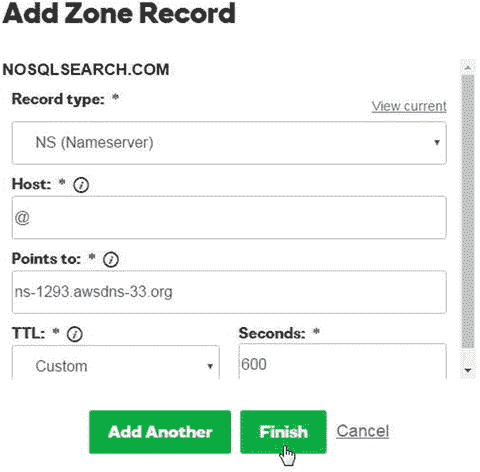 Add Zone Record
NOSQLSEARCH.COM
Record type: *
View current
NS (Nameserver)
Host: *
@
Points to: *
ns-1293.awsdns-33.org
TTL: * Seconds: *
Custom 600
Add Another Finish Cancel